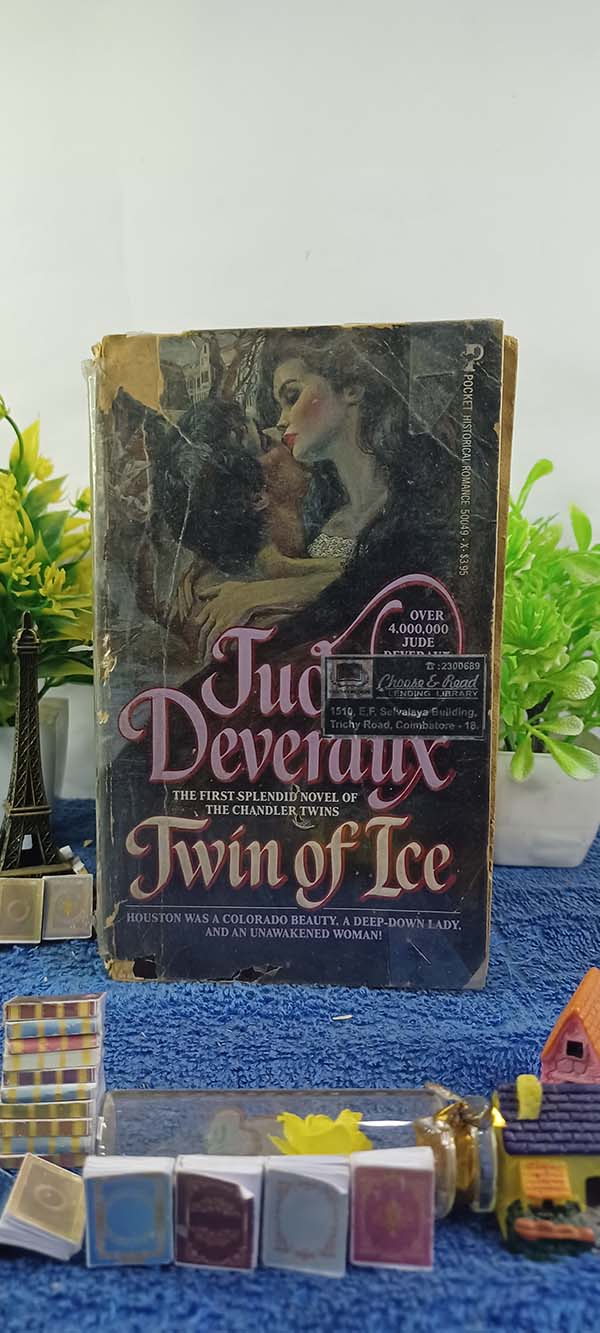 POCKET HISTORICAL ROMANCE 50049 • X • $3.95
OVER
4,000,000
JUDE
DEVERAUX
☎:2300689
Choose & Read
LENDING LIBRARY
1510, E.F, Selvalaya Building,
Trichy Road, Coimbatore - 18.
Jud
Deveraux
THE FIRST SPLENDID NOVEL OF
THE CHANDLER TWINS
Twin of Ice
HOUSTON WAS A COLORADO BEAUTY, A DEEP-DOWN LADY,
AND AN UNAWAKENED WOMAN!